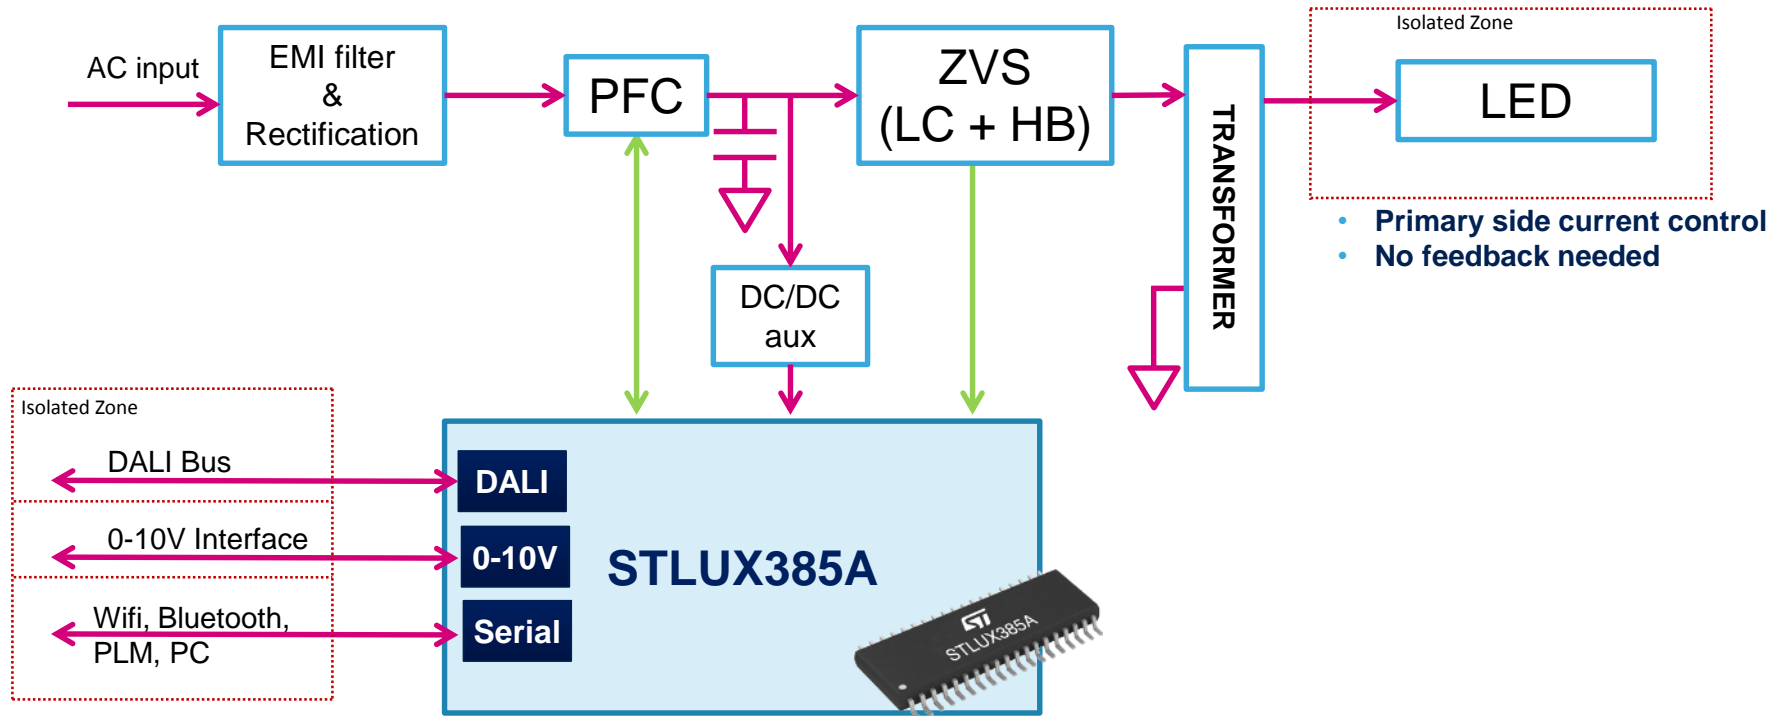 Isolated Zone
AC input
EMI filter
&
Rectification
PFC
ZVS
(LC + HB)
TRANSFORMER
LED
• Primary side current control
• No feedback needed
DC/DC
aux
Isolated Zone
DALI Bus
DALI
0-10V Interface
0-10V
STLUX385A
Wifi, Bluetooth,
PLM, PC
Serial
ST
STLUX385A